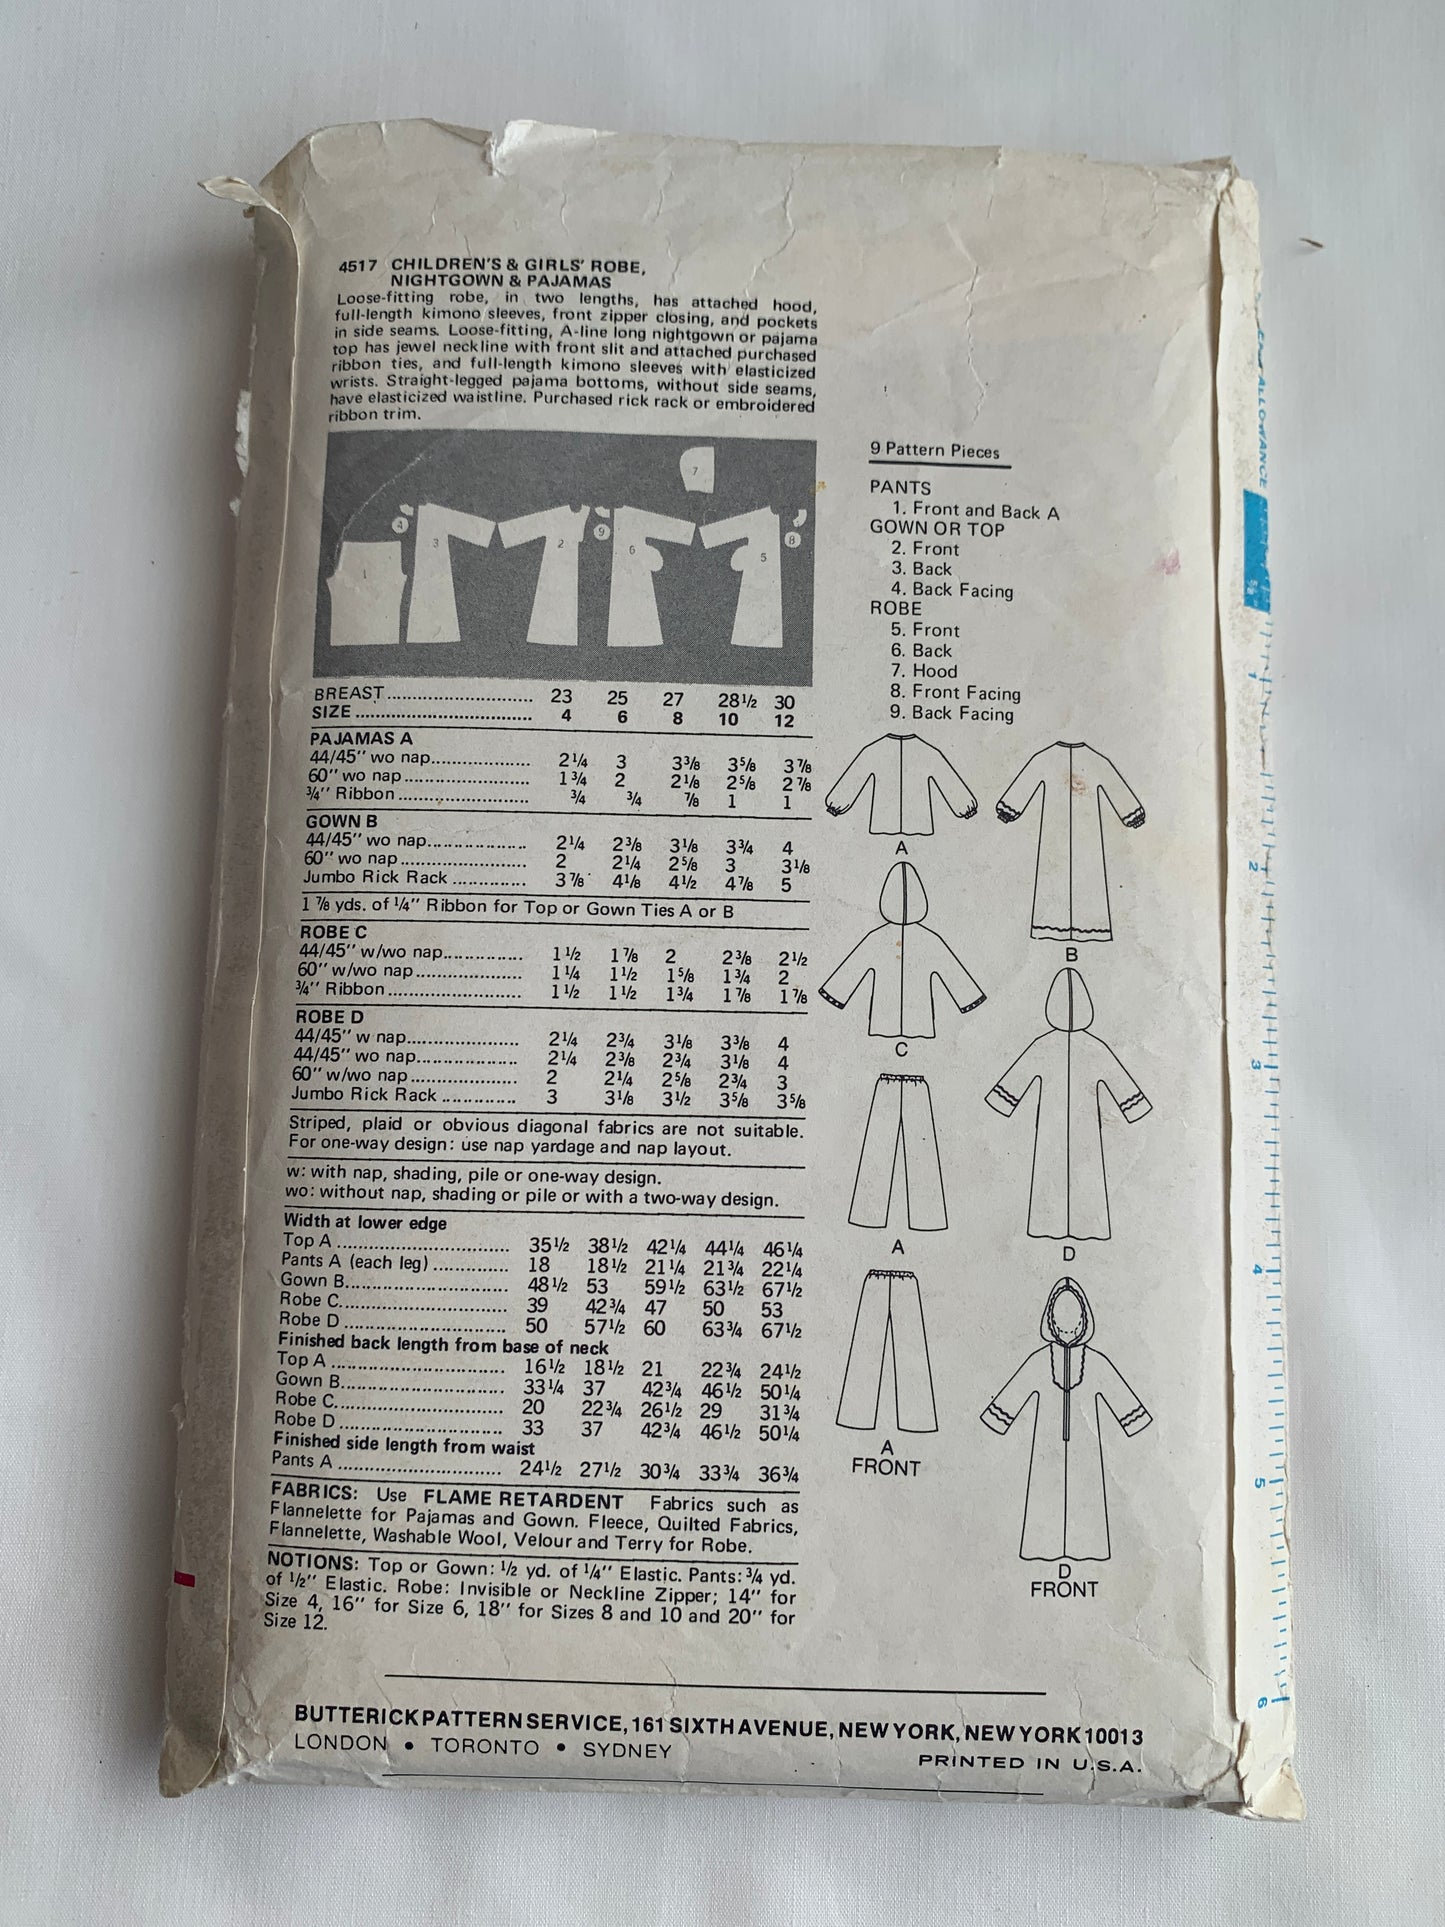 4517 CHILDREN'S & GIRLS' ROBE,
NIGHTGOWN & PAJAMAS
Loose-fitting robe, in two lengths, has attached hood,
full-length kimono sleeves, front zipper closing, and pockets
in side seams. Loose-fitting, A-line long nightgown or pajama
top has jewel neckline with front slit and attached purchased
ribbon ties, and full-length kimono sleeves with elasticized
wrists. Straight-legged pajama bottoms, without side seams,
have elasticized waistline. Purchased rick rack or embroidered
ribbon trim.
7
4 3 2 9 6 5 8
1
BREAST 23 25 27 28½ 30
SIZE 4 6 8 10 12
PAJAMAS A
44/45" wo nap 2¼ 3 3⅜ 3⅝ 3⅞
60" wo nap 1¾ 2 2⅛ 2⅝ 2⅞
¾" Ribbon ¾ ¾ ⅞ 1 1
GOWN B
44/45" wo nap 2¼ 2⅜ 3⅛ 3¾ 4
60" wo nap 2 2¼ 2⅝ 3 3⅛
Jumbo Rick Rack 3⅞ 4⅛ 4½ 4⅞ 5
1⅞ yds. of ¼" Ribbon for Top or Gown Ties A or B
ROBE C
44/45" w/wo nap 1½ 1⅞ 2 2⅜ 2½
60" w/wo nap 1¼ 1½ 1⅝ 1¾ 2
¾" Ribbon 1½ 1½ 1¾ 1⅞ 1⅞
ROBE D
44/45" w nap 2¼ 2¾ 3⅛ 3⅜ 4
44/45" wo nap 2¼ 2⅜ 2¾ 3⅛ 4
60" w/wo nap 2 2¼ 2⅝ 2¾ 3
Jumbo Rick Rack 3 3⅛ 3½ 3⅝ 3⅝
Striped, plaid or obvious diagonal fabrics are not suitable.
For one-way design: use nap yardage and nap layout.
w: with nap, shading, pile or one-way design.
wo: without nap, shading or pile or with a two-way design.
Width at lower edge
Top A 35½ 38½ 42¼ 44¼ 46¼
Pants A (each leg) 18 18½ 21¼ 21¾ 22¼
Gown B 48½ 53 59½ 63½ 67½
Robe C 39 42¾ 47 50 53
Robe D 50 57½ 60 63¾ 67½
Finished back length from base of neck
Top A 16½ 18½ 21 22¾ 24½
Gown B 33¼ 37 42¾ 46½ 50¼
Robe C 20 22¾ 26½ 29 31¾
Robe D 33 37 42¾ 46½ 50¼
Finished side length from waist
Pants A 24½ 27½ 30¾ 33¾ 36¾
FABRICS: Use FLAME RETARDENT Fabrics such as
Flannelette for Pajamas and Gown. Fleece, Quilted Fabrics,
Flannelette, Washable Wool, Velour and Terry for Robe.
NOTIONS: Top or Gown: ½ yd. of ¼" Elastic. Pants: ¾ yd.
of ½" Elastic. Robe: Invisible or Neckline Zipper; 14" for
Size 4, 16" for Size 6, 18" for Sizes 8 and 10 and 20" for
Size 12.
9 Pattern Pieces
PANTS
1. Front and Back A
GOWN OR TOP
2. Front
3. Back
4. Back Facing
ROBE
5. Front
6. Back
7. Hood
8. Front Facing
9. Back Facing
A
B
C
A
D
A
FRONT
D
FRONT
BUTTERICK PATTERN SERVICE, 161 SIXTH AVENUE, NEW YORK, NEW YORK 10013
LONDON • TORONTO • SYDNEY
PRINTED IN U.S.A.
ALLOWANCE
⅝
1
2
3
4
5
6